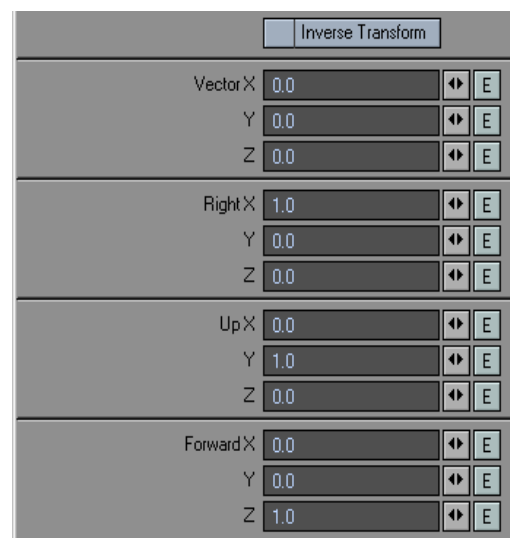 Inverse Transform
Vector X 0.0 E
Y 0.0 E
Z 0.0 E
Right X 1.0 E
Y 0.0 E
Z 0.0 E
Up X 0.0 E
Y 1.0 E
Z 0.0 E
Forward X 0.0 E
Y 0.0 E
Z 1.0 E